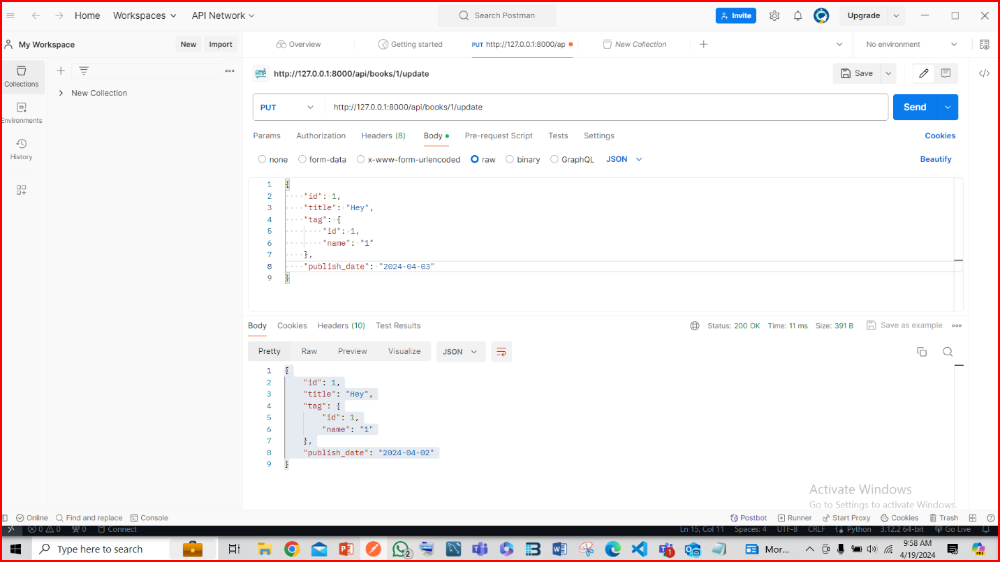 Home Workspaces API Network Search Postman Invite Upgrade
My Workspace New Import Overview Getting started PUT http://127.0.0.1:8000/ap New Collection No environment
Collections
New Collection
Environments
History
HTTP http://127.0.0.1:8000/api/books/1/update Save
PUT http://127.0.0.1:8000/api/books/1/update Send
Params Authorization Headers (8) Body Pre-request Script Tests Settings Cookies
none form-data x-www-form-urlencoded raw binary GraphQL JSON Beautify
1 {
2 "id": 1,
3 "title": "Hey",
4 "tag": {
5 "id": 1,
6 "name": "1"
7 },
8 "publish_date": "2024-04-03"
9 }
Body Cookies Headers (10) Test Results Status: 200 OK Time: 11 ms Size: 391 B Save as example
Pretty Raw Preview Visualize JSON
1 {
2 "id": 1,
3 "title": "Hey",
4 "tag": {
5 "id": 1,
6 "name": "1"
7 },
8 "publish_date": "2024-04-02"
9 }
Activate Windows
Go to Settings to activate Windows.
Online Find and replace Console Postbot Runner Start Proxy Cookies Trash
0 0 0 Connect Ln 15, Col 11 Spaces: 4 UTF-8 CRLF Python 3.12.2 64-bit Go Live
Type here to search 2 1 Mor... 9:58 AM
4/19/2024 PRE